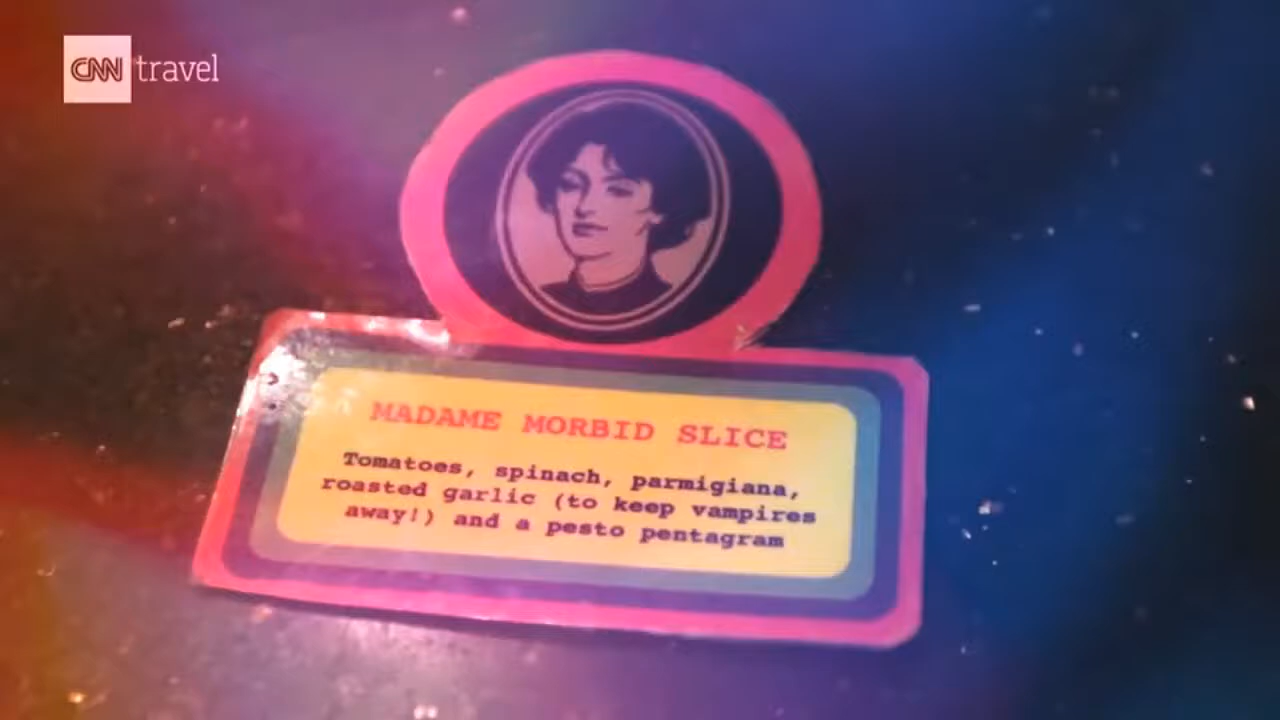 CNN travel
MADAME MORBID SLICE
Tomatoes, spinach, parmigiana,
roasted garlic (to keep vampires
away!) and a pesto pentagram